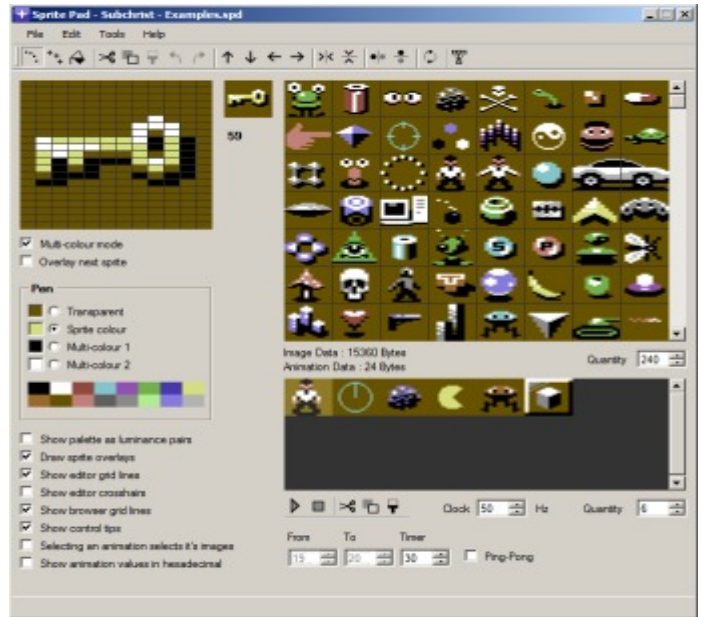 Sprite Pad - Subchrist - Examples.spd
File Edit Tools Help
59
Multi-colour mode
Overlay next sprite
Pen
Transparent
Sprite colour
Multi-colour 1
Multi-colour 2
Image Data : 15360 Bytes
Animation Data : 24 Bytes
Quantity 240
Show palette as luminance pairs
Draw sprite overlays
Show editor grid lines
Show editor crosshairs
Show browser grid lines
Show control tips
Selecting an animation selects it's images
Show animation values in hexadecimal
Clock 50 Hz Quantity 6
From To Timer
15 20 30 Ping-Pong